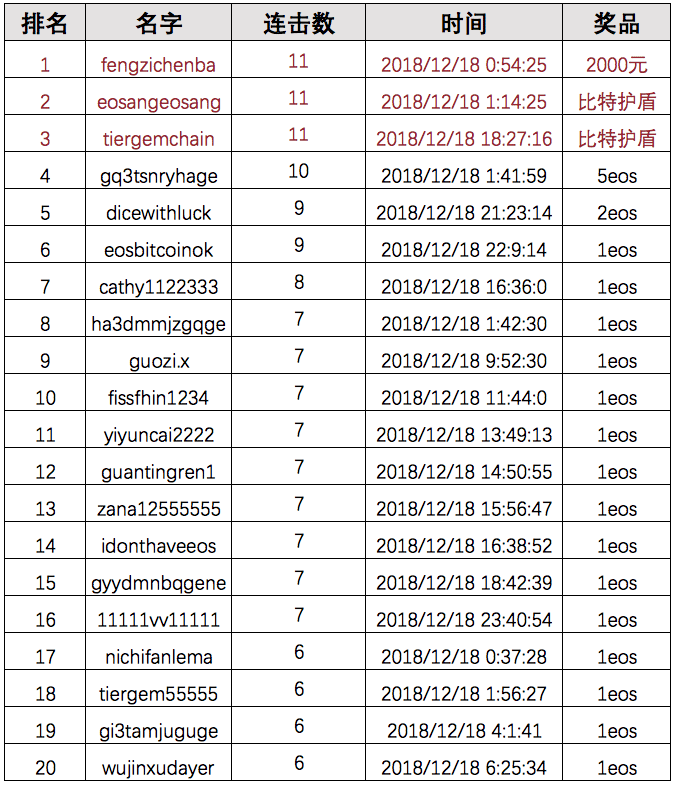 排名 名字 连击数 时间 奖品
1 fengzichenba 11 2018/12/18 0:54:25 2000元
2 eosangeosang 11 2018/12/18 1:14:25 比特护盾
3 tiergemchain 11 2018/12/18 18:27:16 比特护盾
4 gq3tsnryhage 10 2018/12/18 1:41:59 5eos
5 dicewithluck 9 2018/12/18 21:23:14 2eos
6 eosbitcoinok 9 2018/12/18 22:9:14 1eos
7 cathy1122333 8 2018/12/18 16:36:0 1eos
8 ha3dmmjzgqge 7 2018/12/18 1:42:30 1eos
9 guozi.x 7 2018/12/18 9:52:30 1eos
10 fissfhin1234 7 2018/12/18 11:44:0 1eos
11 yiyuncai2222 7 2018/12/18 13:49:13 1eos
12 guantingren1 7 2018/12/18 14:50:55 1eos
13 zana12555555 7 2018/12/18 15:56:47 1eos
14 idonthaveeos 7 2018/12/18 16:38:52 1eos
15 gyydmnbqgene 7 2018/12/18 18:42:39 1eos
16 11111vv11111 7 2018/12/18 23:40:54 1eos
17 nichifanlema 6 2018/12/18 0:37:28 1eos
18 tiergem55555 6 2018/12/18 1:56:27 1eos
19 gi3tamjuguge 6 2018/12/18 4:1:41 1eos
20 wujinxudayer 6 2018/12/18 6:25:34 1eos